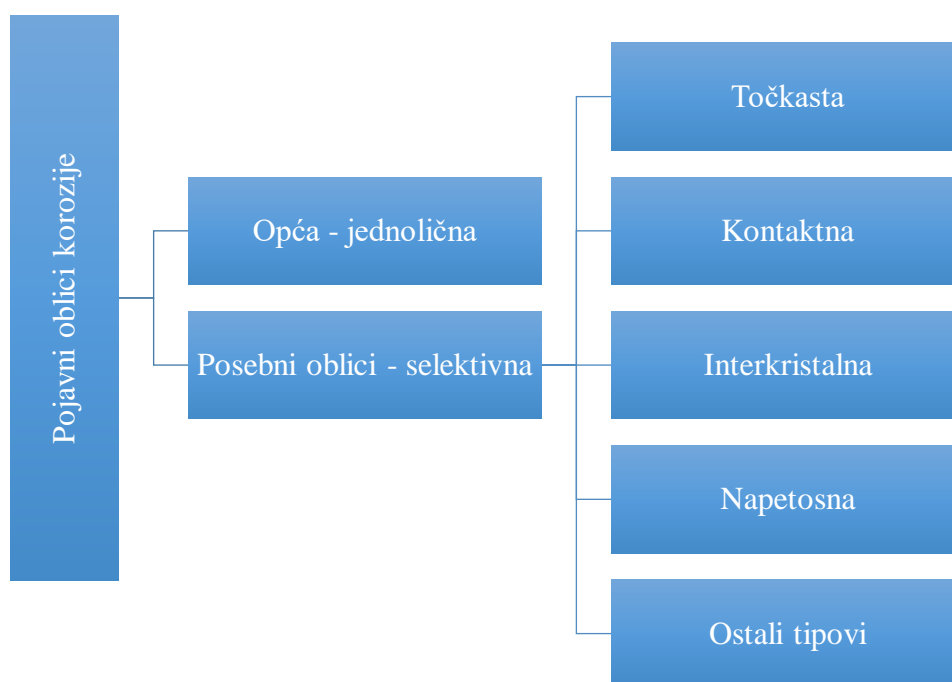 Pojavni oblici korozije
Opća - jednolična
Posebni oblici - selektivna
Točkasta
Kontaktna
Interkristalna
Napetosna
Ostali tipovi